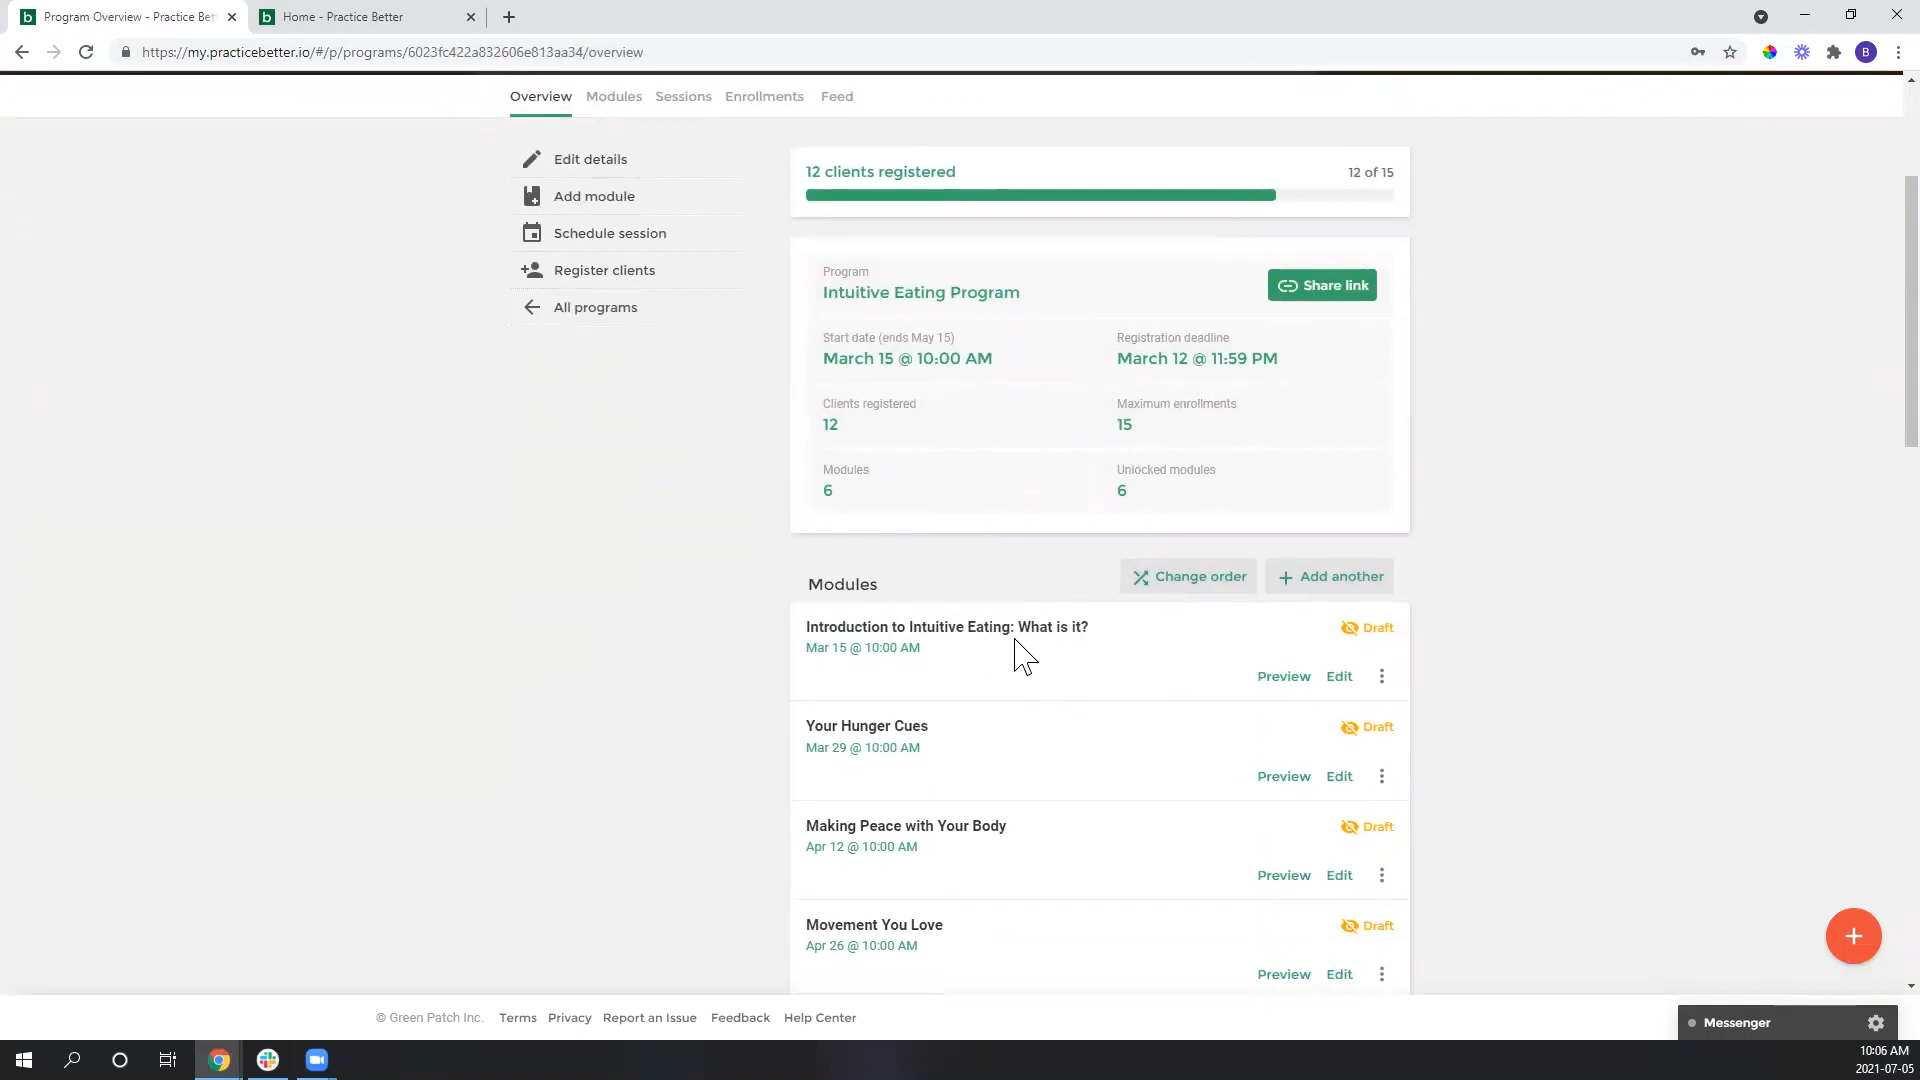 Program Overview - Practice Bet
Home - Practice Better
https://my.practicebetter.io/#/p/programs/6023fc422a832606e813aa34/overview
B
Overview
Modules
Sessions
Enrollments
Feed
Edit details
Add module
Schedule session
Register clients
All programs
12 clients registered
12 of 15
Program
Intuitive Eating Program
Share link
Start date (ends May 15)
March 15 @ 10:00 AM
Registration deadline
March 12 @ 11:59 PM
Clients registered
12
Maximum enrollments
15
Modules
6
Unlocked modules
6
Modules
Change order
Add another
Introduction to Intuitive Eating: What is it?
Draft
Mar 15 @ 10:00 AM
Preview Edit
Your Hunger Cues
Draft
Mar 29 @ 10:00 AM
Preview Edit
Making Peace with Your Body
Draft
Apr 12 @ 10:00 AM
Preview Edit
Movement You Love
Draft
Apr 26 @ 10:00 AM
Preview Edit
© Green Patch Inc. Terms Privacy Report an Issue Feedback Help Center
Messenger
10:06 AM
2021-07-05